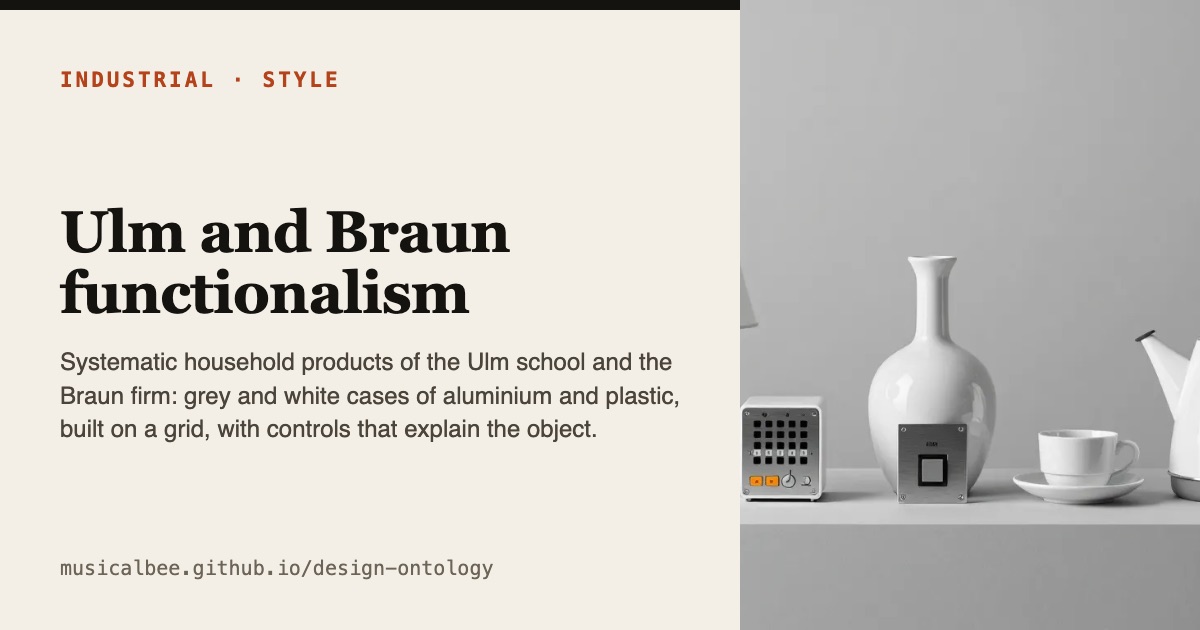 INDUSTRIAL · STYLE
Ulm and Braun
functionalism
Systematic household products of the Ulm school and the
Braun firm: grey and white cases of aluminium and plastic,
built on a grid, with controls that explain the object.
musicalbee.github.io/design-ontology